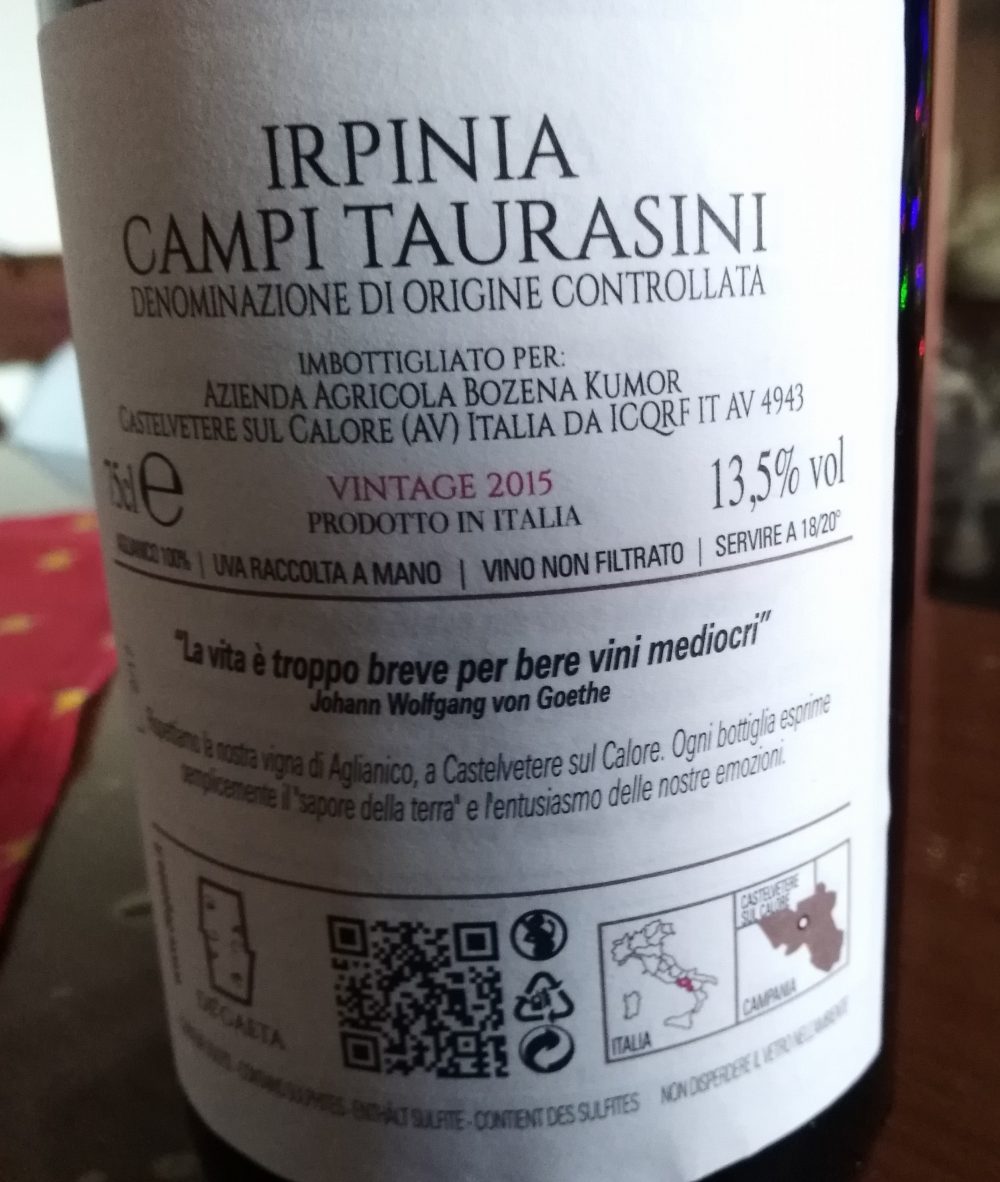 IRPINIA
CAMPI TAURASINI
DENOMINAZIONE DI ORIGINE CONTROLLATA
IMBOTTIGLIATO PER:
AZIENDA AGRICOLA BOZENA KUMOR
CASTELVETERE SUL CALORE (AV) ITALIA DA ICQRF IT AV 4943
75cl e
VINTAGE 2015
13,5% vol
PRODOTTO IN ITALIA
AGLIANICO 100% | UVA RACCOLTA A MANO | VINO NON FILTRATO | SERVIRE A 18/20°
"La vita è troppo breve per bere vini mediocri"
Johann Wolfgang von Goethe
la nostra vigna di Aglianico, a Castelvetere sul Calore. Ogni bottiglia esprime
semplicemente il "sapore della terra" e l'entusiasmo delle nostre emozioni.
DEGAETA
CASTELVETERE
SUL CALORE
ITALIA
CAMPANIA
SULPHITES - ENTHÄLT SULFITE - CONTIENT DES SULFITES
NON DISPERDERE IL VETRO NELL'AMBIENTE